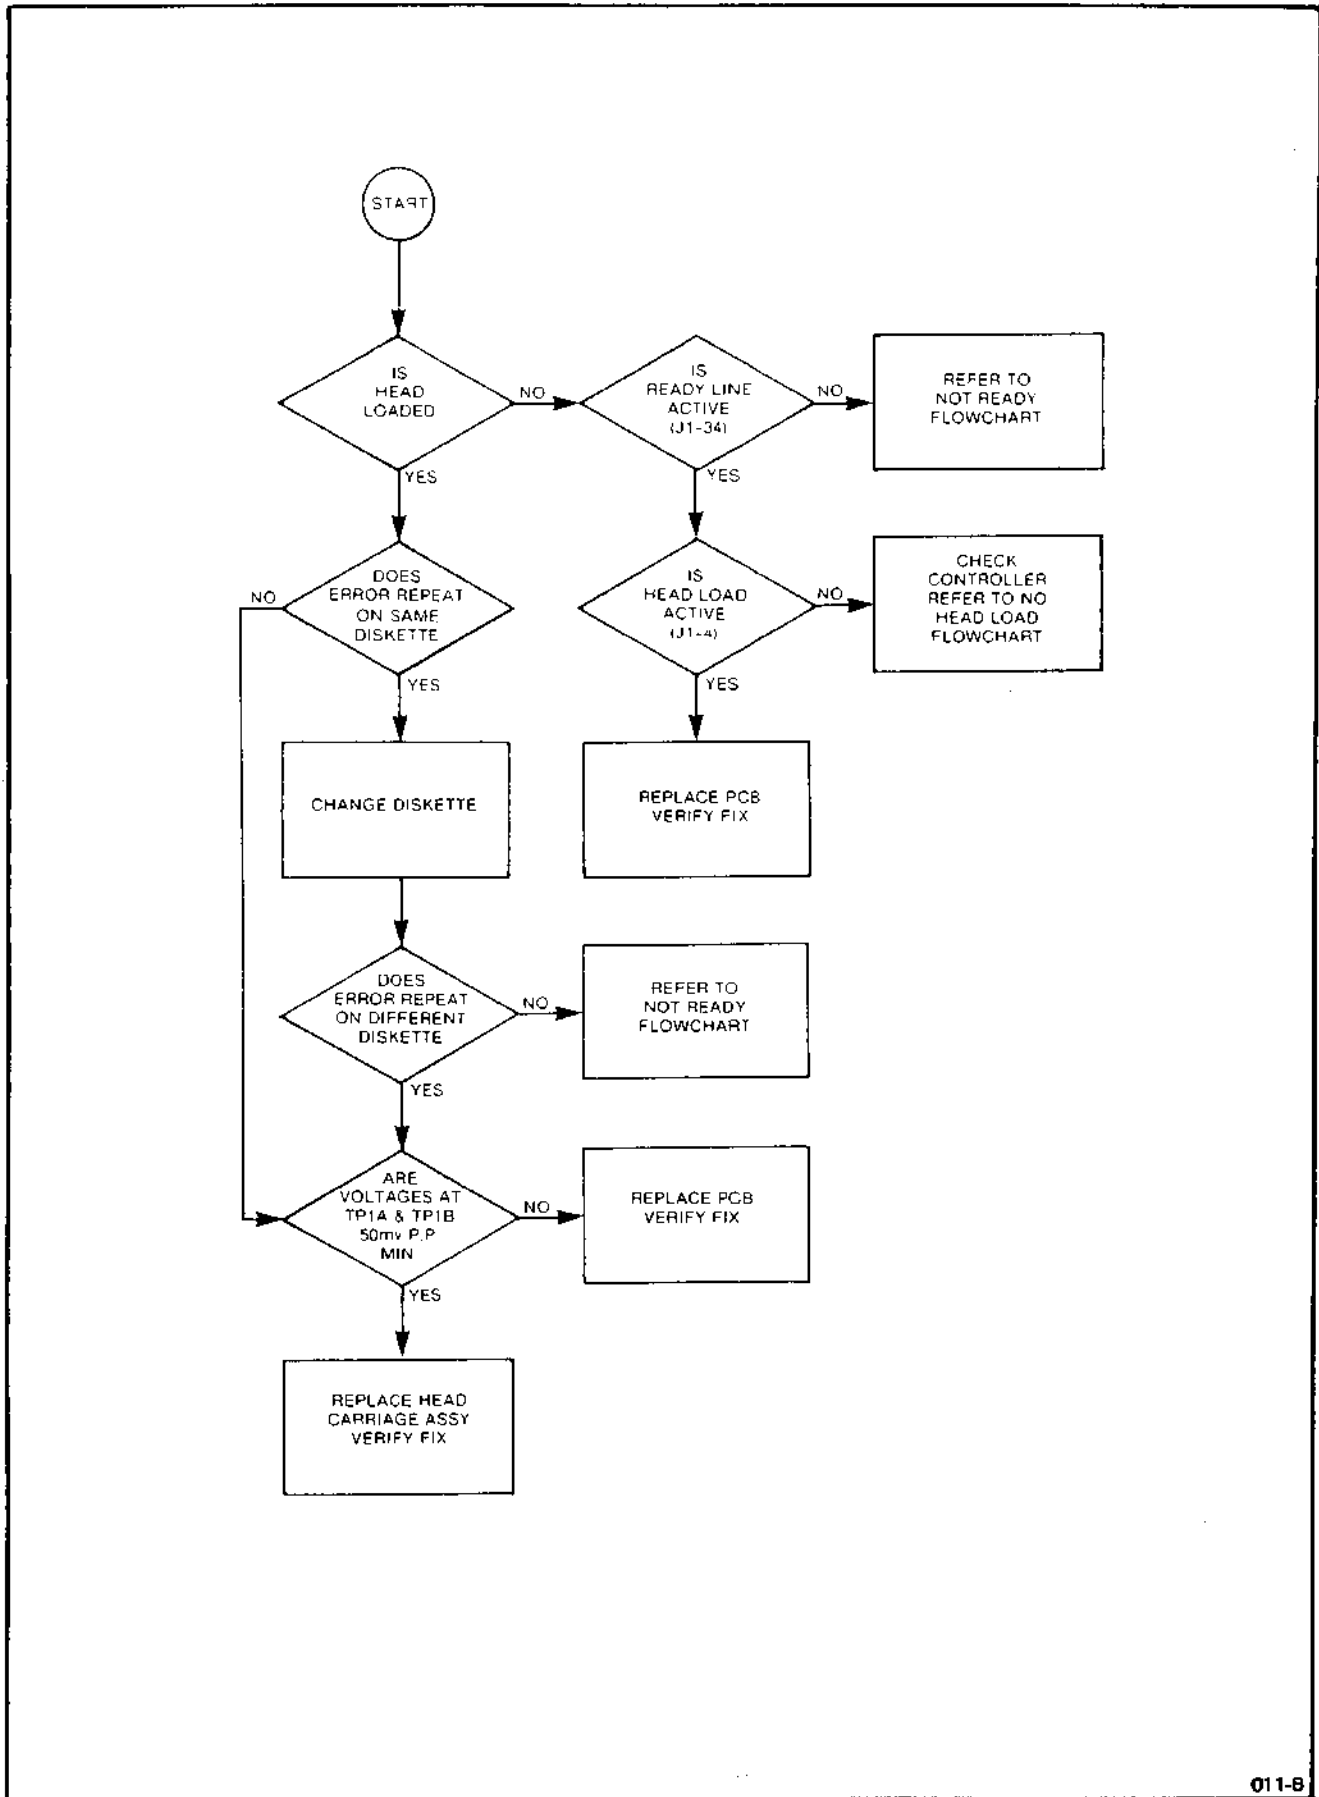 START
IS
HEAD
LOADED
NO
IS
READY LINE
ACTIVE
(J1-34)
NO
REFER TO
NOT READY
FLOWCHART
YES
YES
DOES
ERROR REPEAT
ON SAME
DISKETTE
NO
IS
HEAD LOAD
ACTIVE
(J1-4)
NO
CHECK
CONTROLLER
REFER TO NO
HEAD LOAD
FLOWCHART
YES
YES
CHANGE DISKETTE
REPLACE PCB
VERIFY FIX
DOES
ERROR REPEAT
ON DIFFERENT
DISKETTE
NO
REFER TO
NOT READY
FLOWCHART
YES
ARE
VOLTAGES AT
TP1A & TP1B
50mv P.P
MIN
NO
REPLACE PCB
VERIFY FIX
YES
REPLACE HEAD
CARRIAGE ASSY
VERIFY FIX
011-8